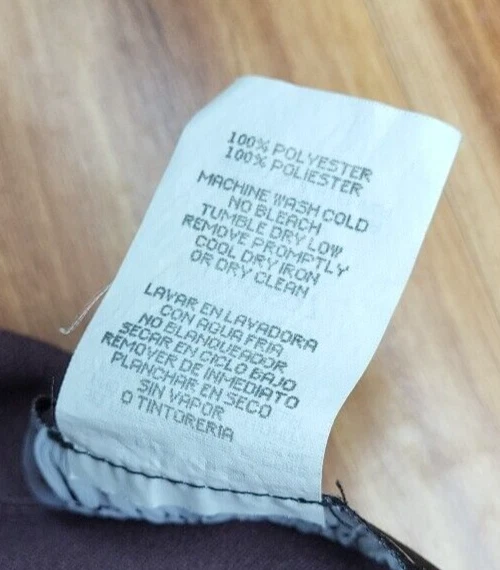 100% POLYESTER
100% POLIESTER
MACHINE WASH COLD
NO BLEACH
TUMBLE DRY LOW
REMOVE PROMPTLY
COOL DRY IRON
OR DRY CLEAN
LAVAR EN LAVADORA
CON AGUA FRIA
NO BLANQUEADOR
SECAR EN CICLO BAJO
REMOVER DE INMEDIATO
PLANCHAR EN SECO
SIN VAPOR
O TINTORERIA